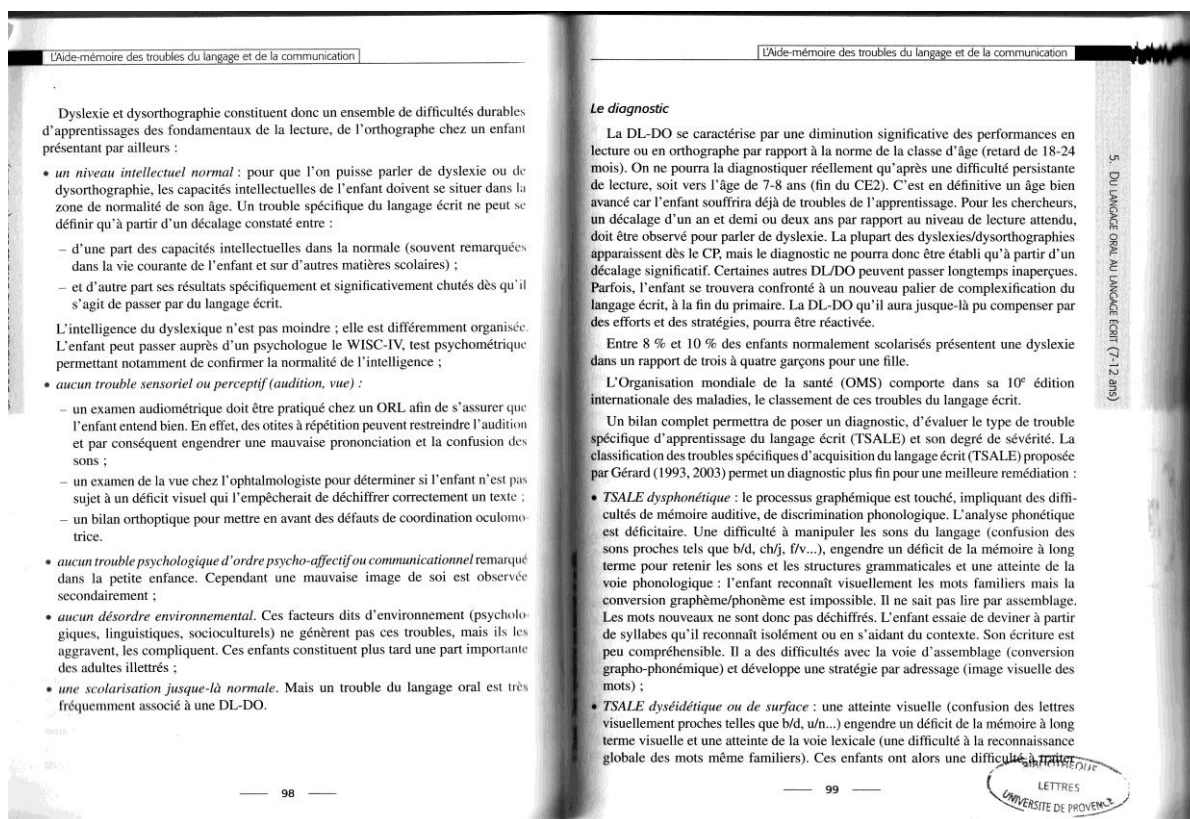 L'Aide-mémoire des troubles du langage et de la communication
Dyslexie et dysorthographie constituent donc un ensemble de difficultés durables
d'apprentissages des fondamentaux de la lecture, de l'orthographe chez un enfant
présentant par ailleurs :
• un niveau intellectuel normal : pour que l'on puisse parler de dyslexie ou de
dysorthographie, les capacités intellectuelles de l'enfant doivent se situer dans la
zone de normalité de son âge. Un trouble spécifique du langage écrit ne peut se
définir qu'à partir d'un décalage constaté entre :
– d'une part des capacités intellectuelles dans la normale (souvent remarquées
dans la vie courante de l'enfant et sur d'autres matières scolaires) ;
– et d'autre part ses résultats spécifiquement et significativement chutés dès qu'il
s'agit de passer par du langage écrit.
L'intelligence du dyslexique n'est pas moindre ; elle est différemment organisée.
L'enfant peut passer auprès d'un psychologue le WISC-IV, test psychométrique
permettant notamment de confirmer la normalité de l'intelligence ;
• aucun trouble sensoriel ou perceptif (audition, vue) :
– un examen audiométrique doit être pratiqué chez un ORL afin de s'assurer que
l'enfant entend bien. En effet, des otites à répétition peuvent restreindre l'audition
et par conséquent engendrer une mauvaise prononciation et la confusion des
sons ;
– un examen de la vue chez l'ophtalmologiste pour déterminer si l'enfant n'est pas
sujet à un déficit visuel qui l'empêcherait de déchiffrer correctement un texte ;
– un bilan orthoptique pour mettre en avant des défauts de coordination oculomo-
trice.
• aucun trouble psychologique d'ordre psycho-affectif ou communicationnel remarqué
dans la petite enfance. Cependant une mauvaise image de soi est observée
secondairement ;
• aucun désordre environnemental. Ces facteurs dits d'environnement (psycholo-
giques, linguistiques, socioculturels) ne génèrent pas ces troubles, mais ils les
aggravent, les compliquent. Ces enfants constituent plus tard une part importante
des adultes illettrés ;
• une scolarisation jusque-là normale. Mais un trouble du langage oral est très
fréquemment associé à une DL-DO.
98
L'Aide-mémoire des troubles du langage et de la communication
Le diagnostic
La DL-DO se caractérise par une diminution significative des performances en
lecture ou en orthographe par rapport à la norme de la classe d'âge (retard de 18-24
mois). On ne pourra la diagnostiquer réellement qu'après une difficulté persistante
de lecture, soit vers l'âge de 7-8 ans (fin du CE2). C'est en définitive un âge bien
avancé car l'enfant souffrira déjà de troubles de l'apprentissage. Pour les chercheurs,
un décalage d'un an et demi ou deux ans par rapport au niveau de lecture attendu,
doit être observé pour parler de dyslexie. La plupart des dyslexies/dysorthographies
apparaissent dès le CP, mais le diagnostic ne pourra donc être établi qu'à partir d'un
décalage significatif. Certaines autres DL/DO peuvent passer longtemps inaperçues.
Parfois, l'enfant se trouvera confronté à un nouveau palier de complexification du
langage écrit, à la fin du primaire. La DL-DO qu'il aura jusque-là pu compenser par
des efforts et des stratégies, pourra être réactivée.
Entre 8 % et 10 % des enfants normalement scolarisés présentent une dyslexie
dans un rapport de trois à quatre garçons pour une fille.
L'Organisation mondiale de la santé (OMS) comporte dans sa 10e édition
internationale des maladies, le classement de ces troubles du langage écrit.
Un bilan complet permettra de poser un diagnostic, d'évaluer le type de trouble
spécifique d'apprentissage du langage écrit (TSALE) et son degré de sévérité. La
classification des troubles spécifiques d'acquisition du langage écrit (TSALE) proposée
par Gérard (1993, 2003) permet un diagnostic plus fin pour une meilleure remédiation :
• TSALE dysphonétique : le processus graphémique est touché, impliquant des diffi-
cultés de mémoire auditive, de discrimination phonologique. L'analyse phonétique
est déficitaire. Une difficulté à manipuler les sons du langage (confusion des
sons proches tels que b/d, ch/j, f/v...), engendre un déficit de la mémoire à long
terme pour retenir les sons et les structures grammaticales et une atteinte de la
voie phonologique : l'enfant reconnaît visuellement les mots familiers mais la
conversion graphème/phonème est impossible. Il ne sait pas lire par assemblage.
Les mots nouveaux ne sont donc pas déchiffrés. L'enfant essaie de deviner à partir
de syllabes qu'il reconnaît isolément ou en s'aidant du contexte. Son écriture est
peu compréhensible. Il a des difficultés avec la voie d'assemblage (conversion
grapho-phonémique) et développe une stratégie par adressage (image visuelle des
mots) ;
• TSALE dyséidétique ou de surface : une atteinte visuelle (confusion des lettres
visuellement proches telles que b/d, u/n...) engendre un déficit de la mémoire à long
terme visuelle et une atteinte de la voie lexicale (une difficulté à la reconnaissance
globale des mots même familiers). Ces enfants ont alors une difficulté à traiter
99
5. DU LANGAGE ORAL AU LANGAGE ÉCRIT (7-12 ans)
BIBLIOTHEQUE
LETTRES
UNIVERSITE DE PROVENCE